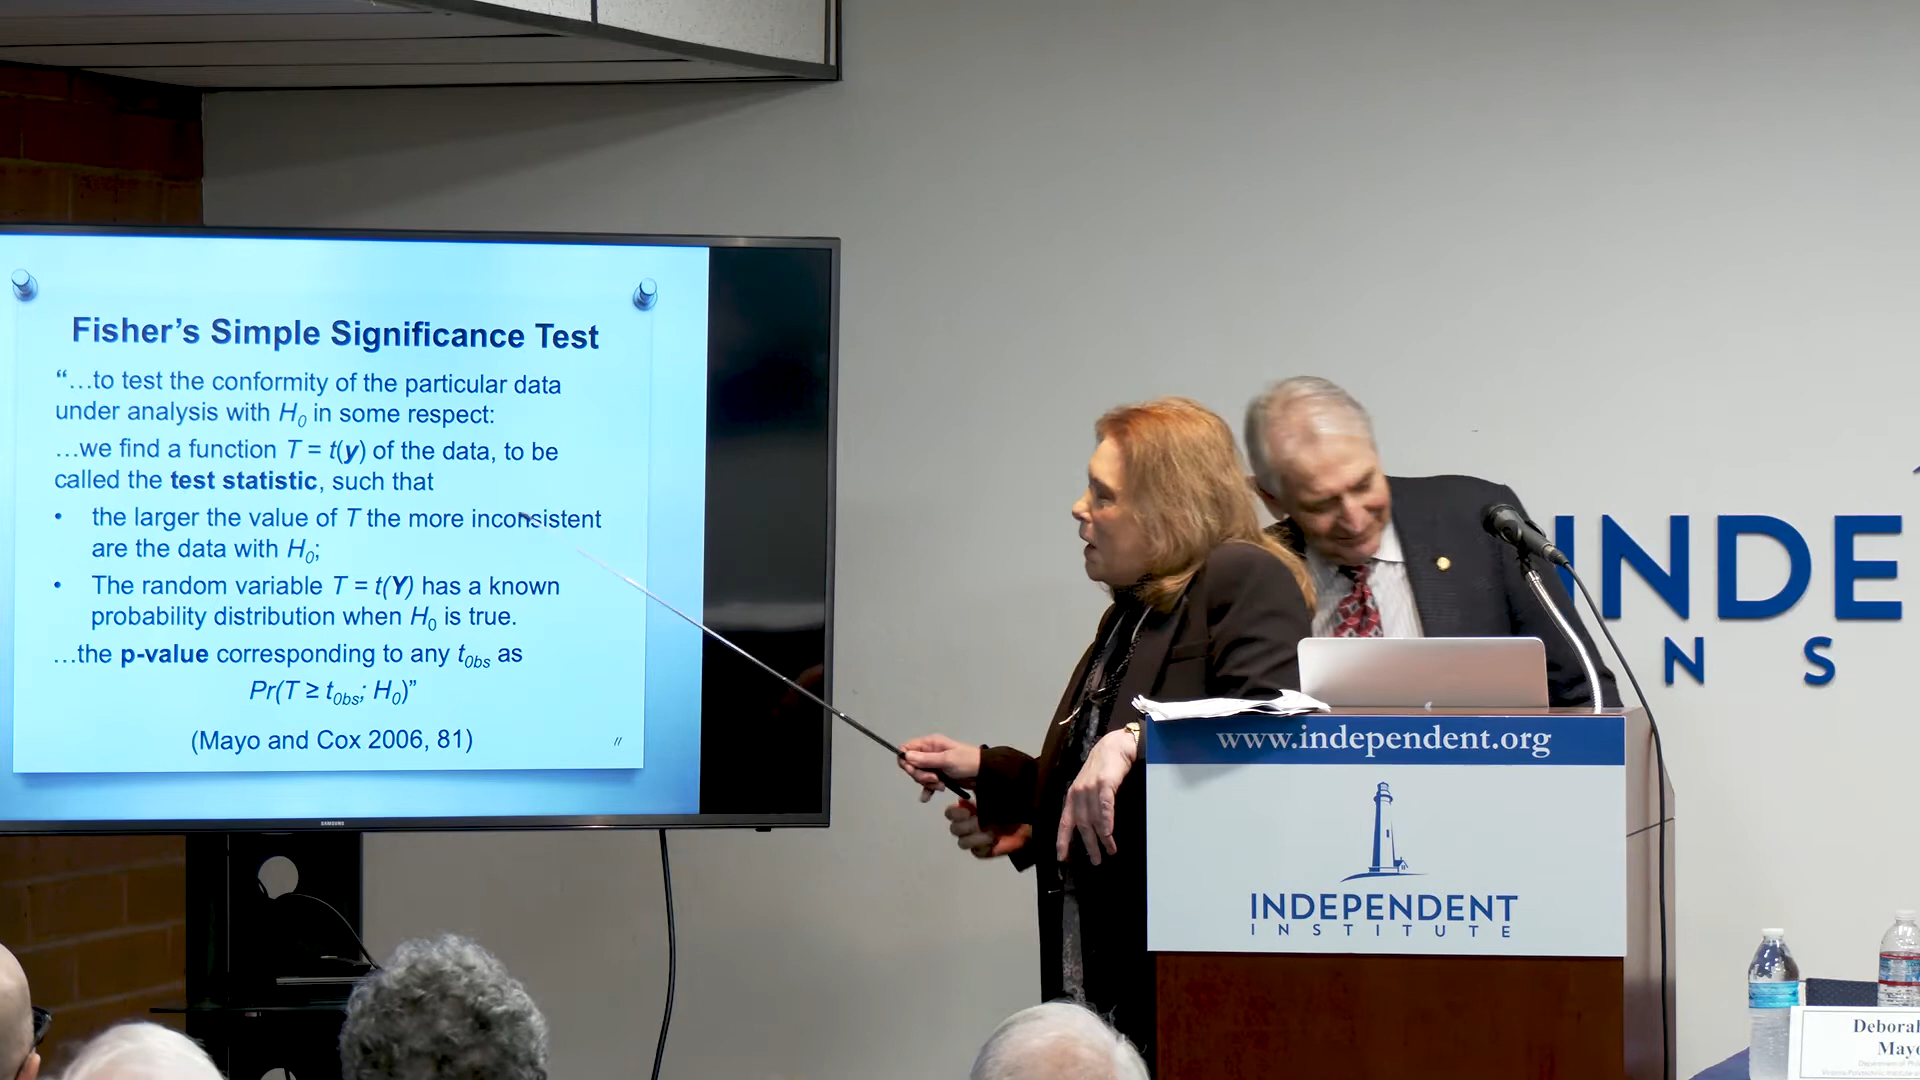 Fisher’s Simple Significance Test
“…to test the conformity of the particular data
under analysis with H0 in some respect:
…we find a function T = t(y) of the data, to be
called the test statistic, such that
• the larger the value of T the more inconsistent
are the data with H0;
• The random variable T = t(Y) has a known
probability distribution when H0 is true.
…the p-value corresponding to any t0bs as
Pr(T ≥ t0bs; H0)”
(Mayo and Cox 2006, 81)
SAMSUNG
INDE
N S
www.independent.org
INDEPENDENT
INSTITUTE
Deborah
Mayo